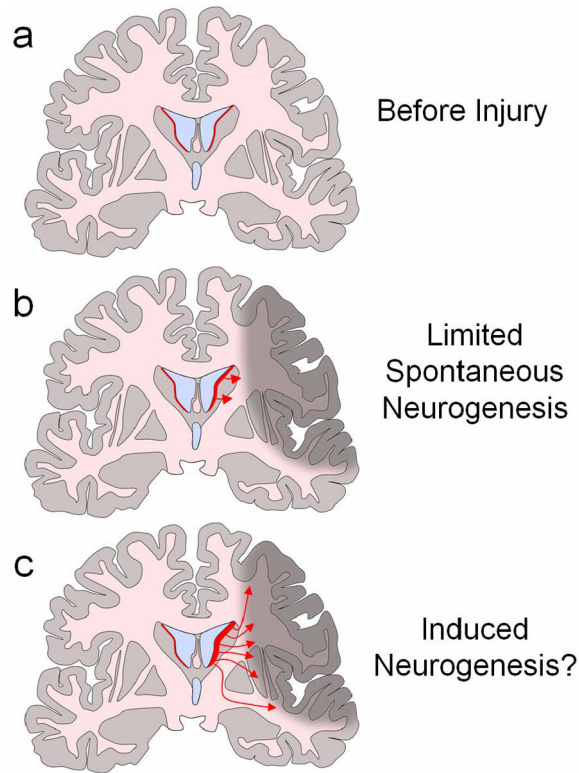 a
Before Injury
b
Limited
Spontaneous
Neurogenesis
c
Induced
Neurogenesis?